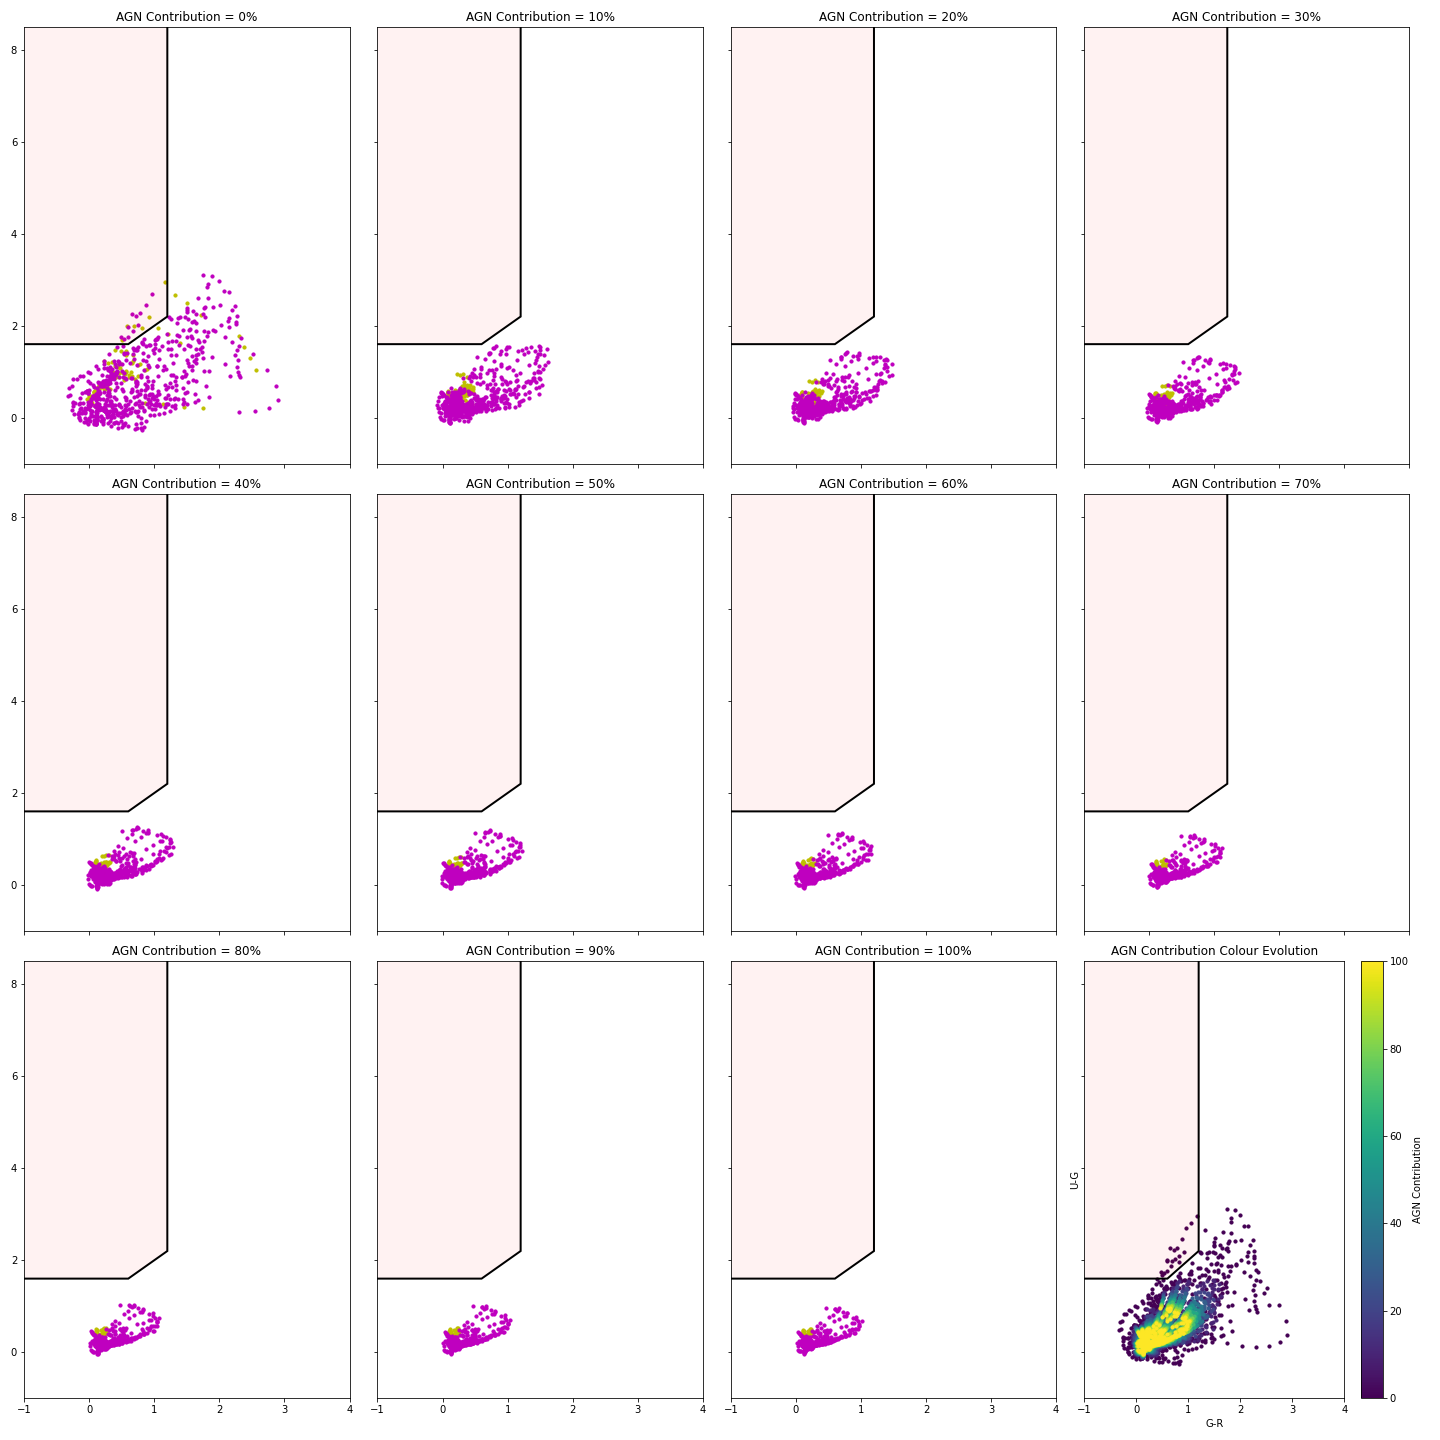 AGN Contribution = 0%
AGN Contribution = 10%
AGN Contribution = 20%
AGN Contribution = 30%
8
6
4
2
0
AGN Contribution = 40%
AGN Contribution = 50%
AGN Contribution = 60%
AGN Contribution = 70%
8
6
4
2
0
AGN Contribution = 80%
AGN Contribution = 90%
AGN Contribution = 100%
AGN Contribution Colour Evolution
8
6
4
2
0
−1 0 1 2 3 4
−1 0 1 2 3 4
−1 0 1 2 3 4
U-G
−1 0 1 2 3 4
G-R
100
80
60
40
20
0
AGN Contribution